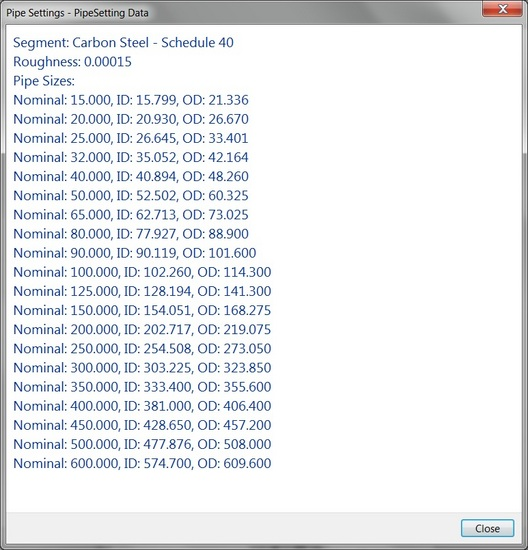 Pipe Settings - PipeSetting Data
Segment: Carbon Steel - Schedule 40
Roughness: 0.00015
Pipe Sizes:
Nominal: 15.000, ID: 15.799, OD: 21.336
Nominal: 20.000, ID: 20.930, OD: 26.670
Nominal: 25.000, ID: 26.645, OD: 33.401
Nominal: 32.000, ID: 35.052, OD: 42.164
Nominal: 40.000, ID: 40.894, OD: 48.260
Nominal: 50.000, ID: 52.502, OD: 60.325
Nominal: 65.000, ID: 62.713, OD: 73.025
Nominal: 80.000, ID: 77.927, OD: 88.900
Nominal: 90.000, ID: 90.119, OD: 101.600
Nominal: 100.000, ID: 102.260, OD: 114.300
Nominal: 125.000, ID: 128.194, OD: 141.300
Nominal: 150.000, ID: 154.051, OD: 168.275
Nominal: 200.000, ID: 202.717, OD: 219.075
Nominal: 250.000, ID: 254.508, OD: 273.050
Nominal: 300.000, ID: 303.225, OD: 323.850
Nominal: 350.000, ID: 333.400, OD: 355.600
Nominal: 400.000, ID: 381.000, OD: 406.400
Nominal: 450.000, ID: 428.650, OD: 457.200
Nominal: 500.000, ID: 477.876, OD: 508.000
Nominal: 600.000, ID: 574.700, OD: 609.600
Close